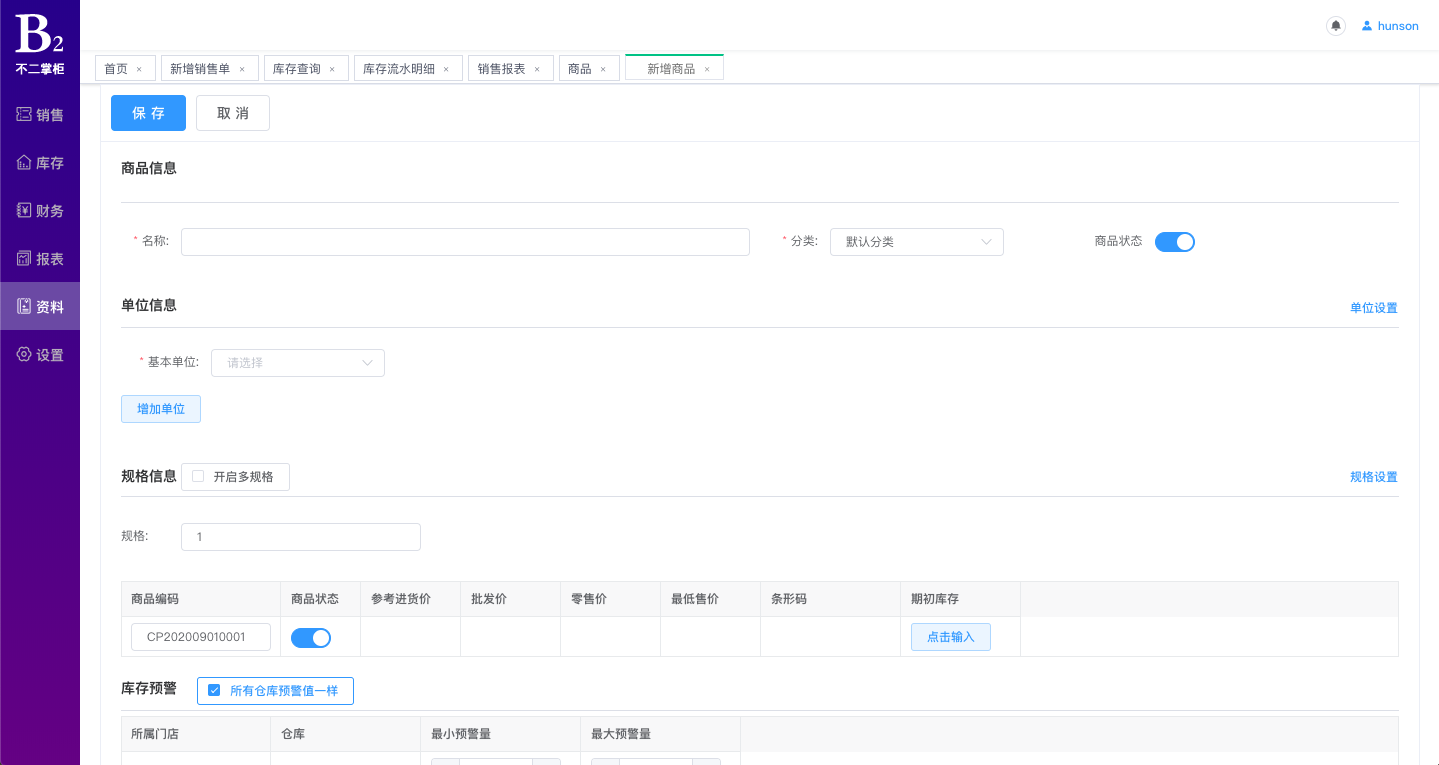 B2
不二掌柜
hunson
首页 × 新增销售单 × 库存查询 × 库存流水明细 × 销售报表 × 商品 × 新增商品 ×
销售
库存
财务
报表
资料
设置
保 存 取 消
商品信息
* 名称: * 分类: 默认分类 商品状态
单位信息 单位设置
* 基本单位: 请选择
增加单位
规格信息 开启多规格 规格设置
规格: 1
商品编码 商品状态 参考进货价 批发价 零售价 最低售价 条形码 期初库存
CP202009010001 点击输入
库存预警 所有仓库预警值一样
所属门店 仓库 最小预警量 最大预警量